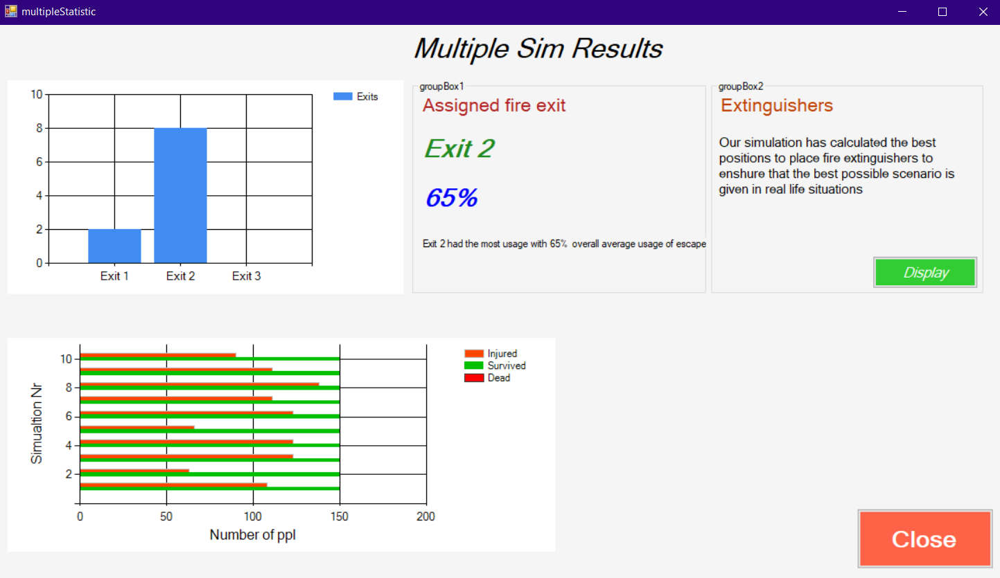 multipleStatistic
Multiple Sim Results
10
8
6
4
2
0
Exit 1
Exit 2
Exit 3
Exits
groupBox1
Assigned fire exit
Exit 2
65%
Exit 2 had the most usage with 65%  overall average usage of escape
groupBox2
Extinguishers
Our simulation has calculated the best
positions to place fire extinguishers to
enshure that the best possible scenario is
given in real life situations
Display
Simualtion Nr
10
8
6
4
2
0
50
100
150
200
Number of ppl
Injured
Survived
Dead
Close